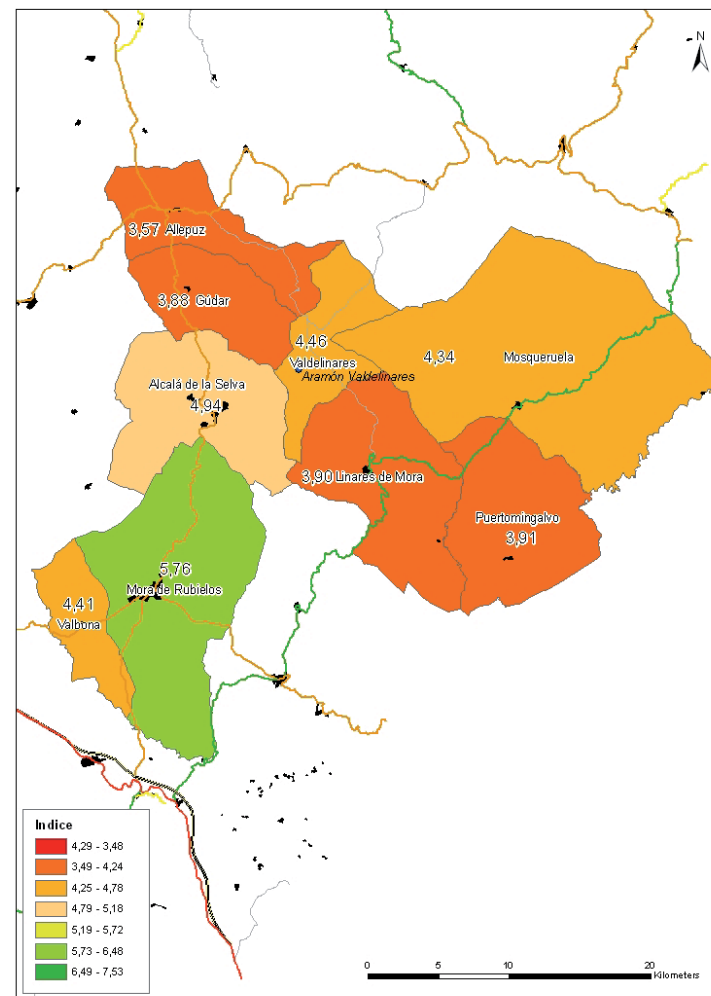 N
3,57 Allepuz
3,88 Gúdar
4,46
Valdelinares
Aramón Valdelinares
4,34
Mosqueruela
Alcalá de la Selva
4,94
3,90 Linares de Mora
Puertomingalvo
3,91
5,76
Mora de Rubielos
4,41
Valbona
Indice
4,29 - 3,48
3,49 - 4,24
4,25 - 4,78
4,79 - 5,18
5,19 - 5,72
5,73 - 6,48
6,49 - 7,53
0 5 10 20
Kilometers